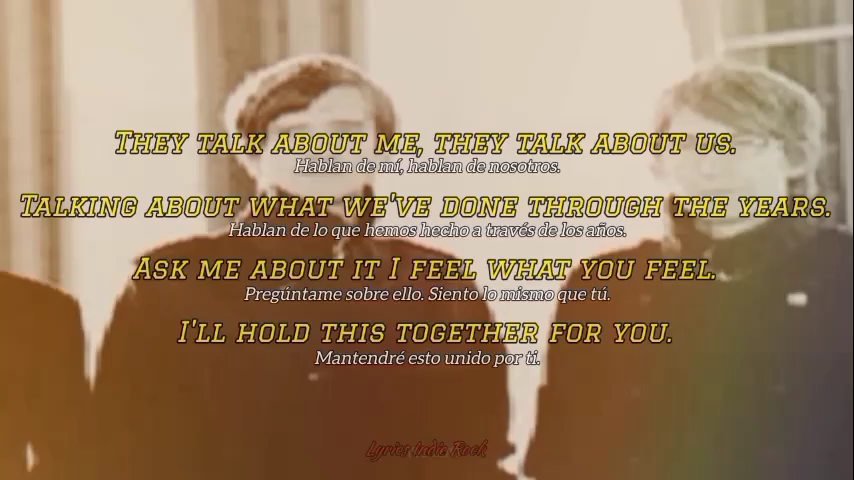 They talk about me, they talk about us.
Hablan de mí, hablan de nosotros.
Talking about what we've done through the years.
Hablan de lo que hemos hecho a través de los años.
Ask me about it I feel what you feel.
Pregúntame sobre ello. Siento lo mismo que tú.
I'll hold this together for you.
Mantendré esto unido por ti.
Lyrics Indie Rock